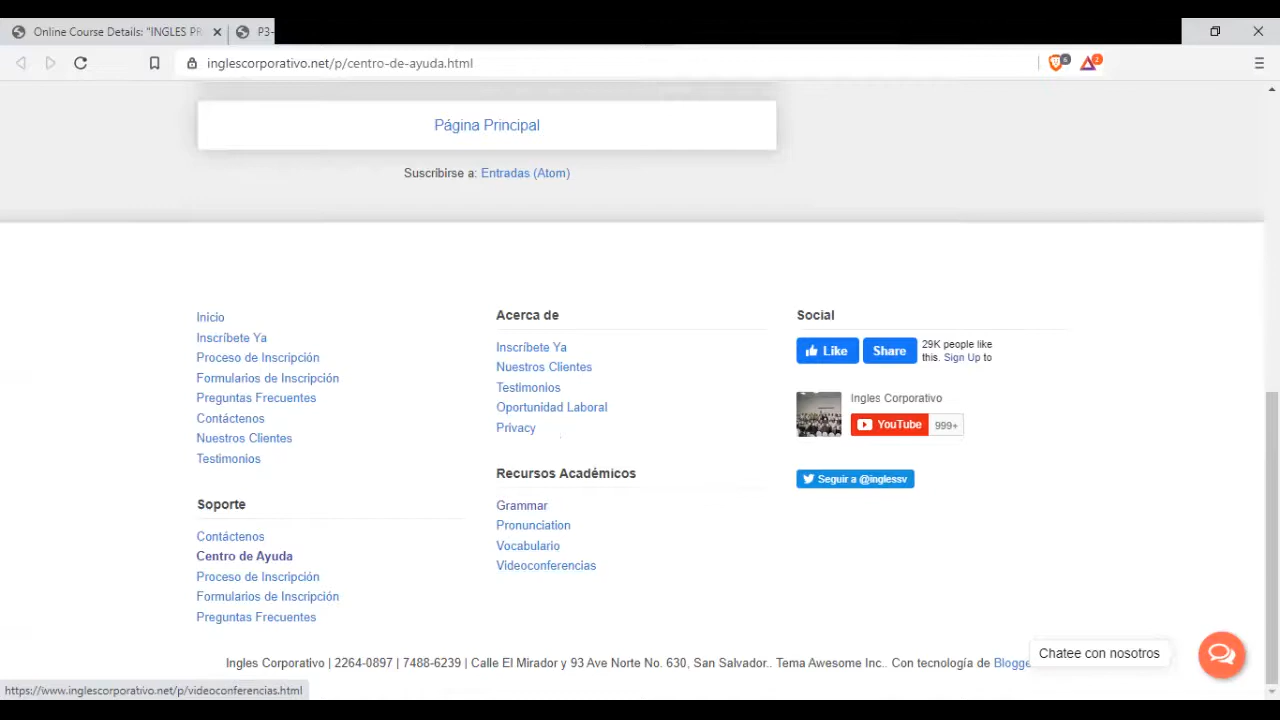 Online Course Details: "INGLES PR
P3-
inglescorporativo.net/p/centro-de-ayuda.html
6
2
Página Principal
Suscribirse a: Entradas (Atom)
Inicio
Inscríbete Ya
Proceso de Inscripción
Formularios de Inscripción
Preguntas Frecuentes
Contáctenos
Nuestros Clientes
Testimonios
Soporte
Contáctenos
Centro de Ayuda
Proceso de Inscripción
Formularios de Inscripción
Preguntas Frecuentes
Acerca de
Inscríbete Ya
Nuestros Clientes
Testimonios
Oportunidad Laboral
Privacy
Recursos Académicos
Grammar
Pronunciation
Vocabulario
Videoconferencias
Social
Like
Share
29K people like
this. Sign Up to
Ingles Corporativo
YouTube
999+
Seguir a @inglessv
Chatee con nosotros
Ingles Corporativo | 2264-0897 | 7488-6239 | Calle El Mirador y 93 Ave Norte No. 630, San Salvador.. Tema Awesome Inc.. Con tecnología de Blogge
https://www.inglescorporativo.net/p/videoconferencias.html